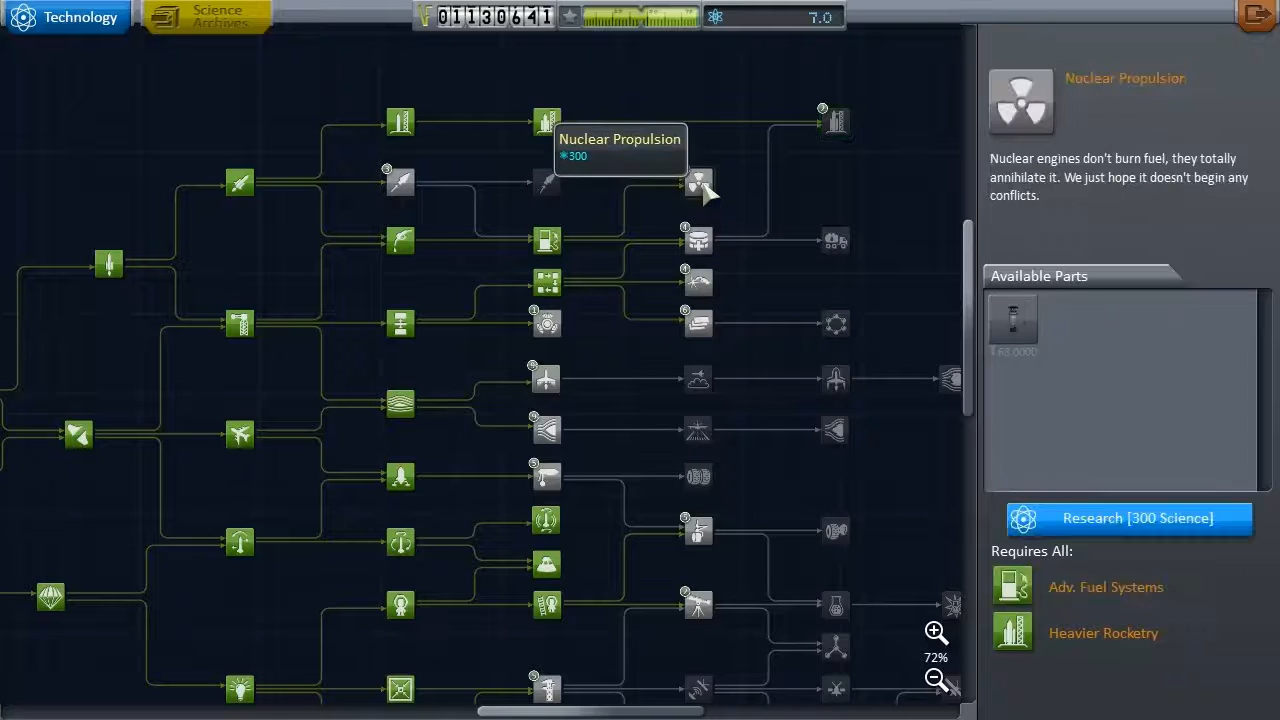 Technology
Science
Archives
01130641
7.0
Nuclear Propulsion
300
Nuclear Propulsion
Nuclear engines don't burn fuel, they totally
annihilate it. We just hope it doesn't begin any
conflicts.
Available Parts
Research [300 Science]
Requires All:
Adv. Fuel Systems
Heavier Rocketry
72%